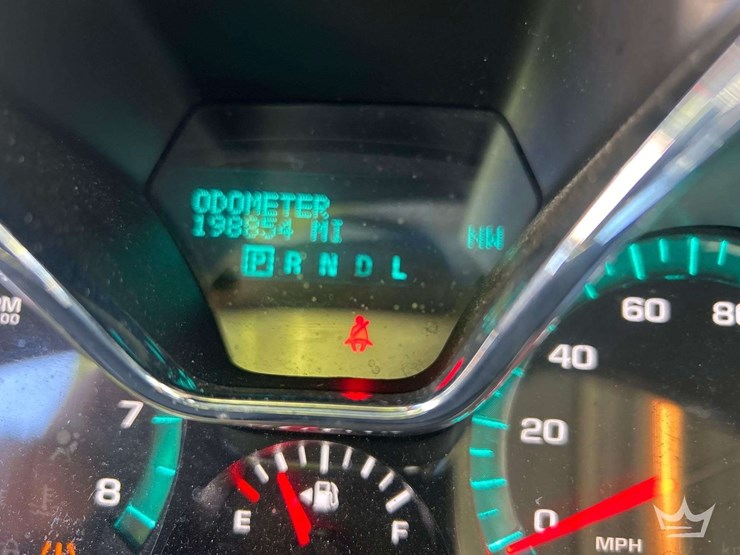 ODOMETER
198854 MI
NW
P R N D L
60
80
40
20
0
MPH
7
8
E
F